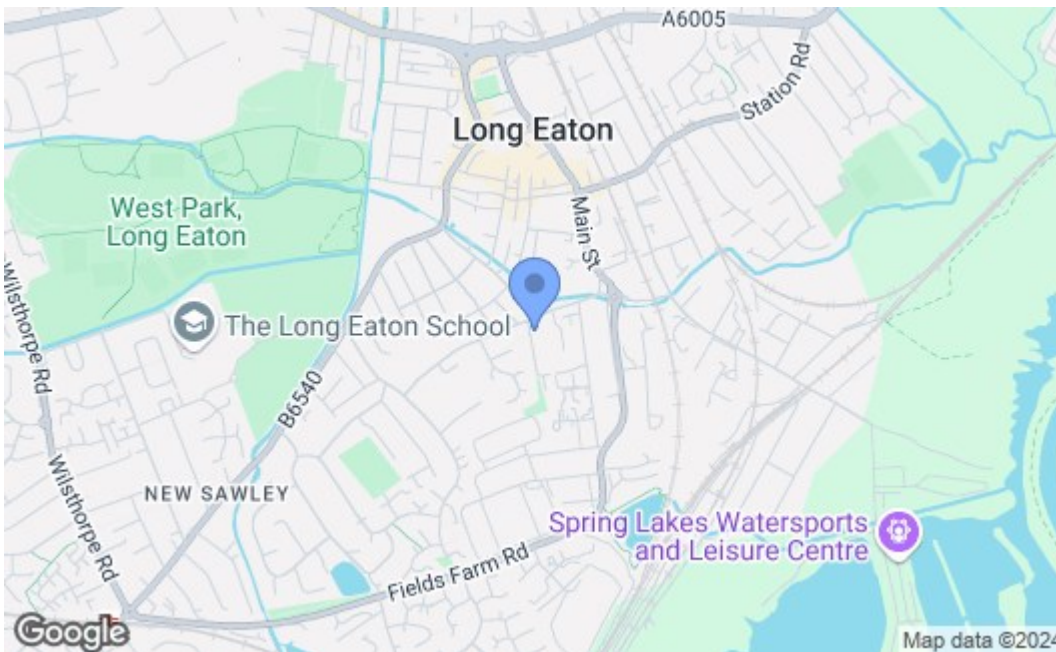 A6005
Station Rd
Long Eaton
Main St
West Park,
Long Eaton
Wilsthorpe Rd
The Long Eaton School
B6540
Wilsthorpe Rd
NEW SAWLEY
Spring Lakes Watersports
and Leisure Centre
Fields Farm Rd
Google
Map data ©2024